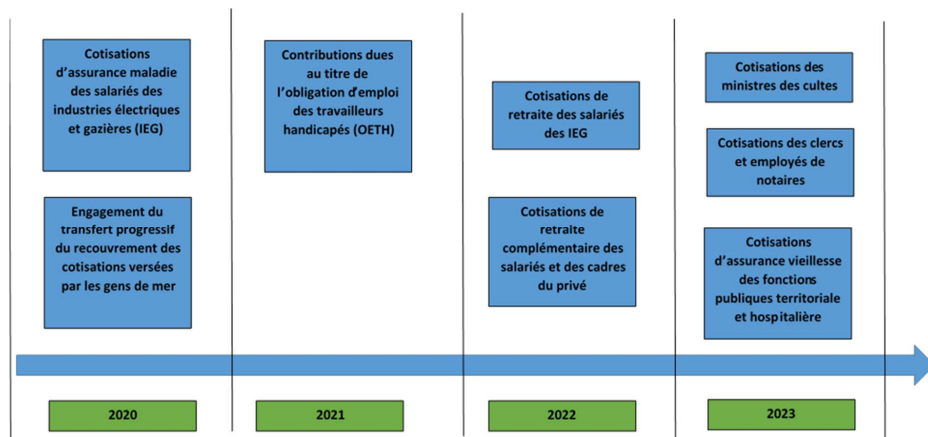 Cotisations
d'assurance maladie
des salariés des
industries électriques
et gazières (IEG)
Engagement du
transfert progressif
du recouvrement des
cotisations versées
par les gens de mer
Contributions dues
au titre de
l'obligation d'emploi
des travailleurs
handicapés (OETH)
Cotisations de
retraite des salariés
des IEG
Cotisations de
retraite
complémentaire des
salariés et des cadres
du privé
Cotisations des
ministres des cultes
Cotisations des clercs
et employés de
notaires
Cotisations
d'assurance vieillesse
des fonctions
publiques territoriale
et hospitalière
2020
2021
2022
2023